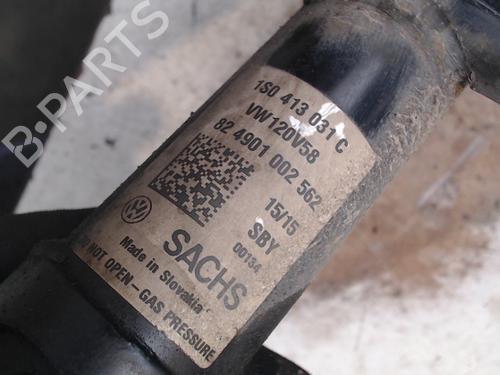 B-PARTS
1S0 413 031 C
VW120V58
82 4901 002 562
15/15
SBY
00134
SACHS
Made in Slovakia
NOT OPEN-GAS PRESSURE